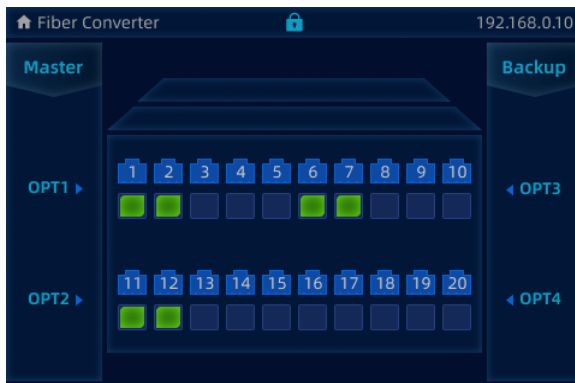 Fiber Converter
192.168.0.10
Master
Backup
1 2 3 4 5 6 7 8 9 10
OPT1
OPT3
11 12 13 14 15 16 17 18 19 20
OPT2
OPT4